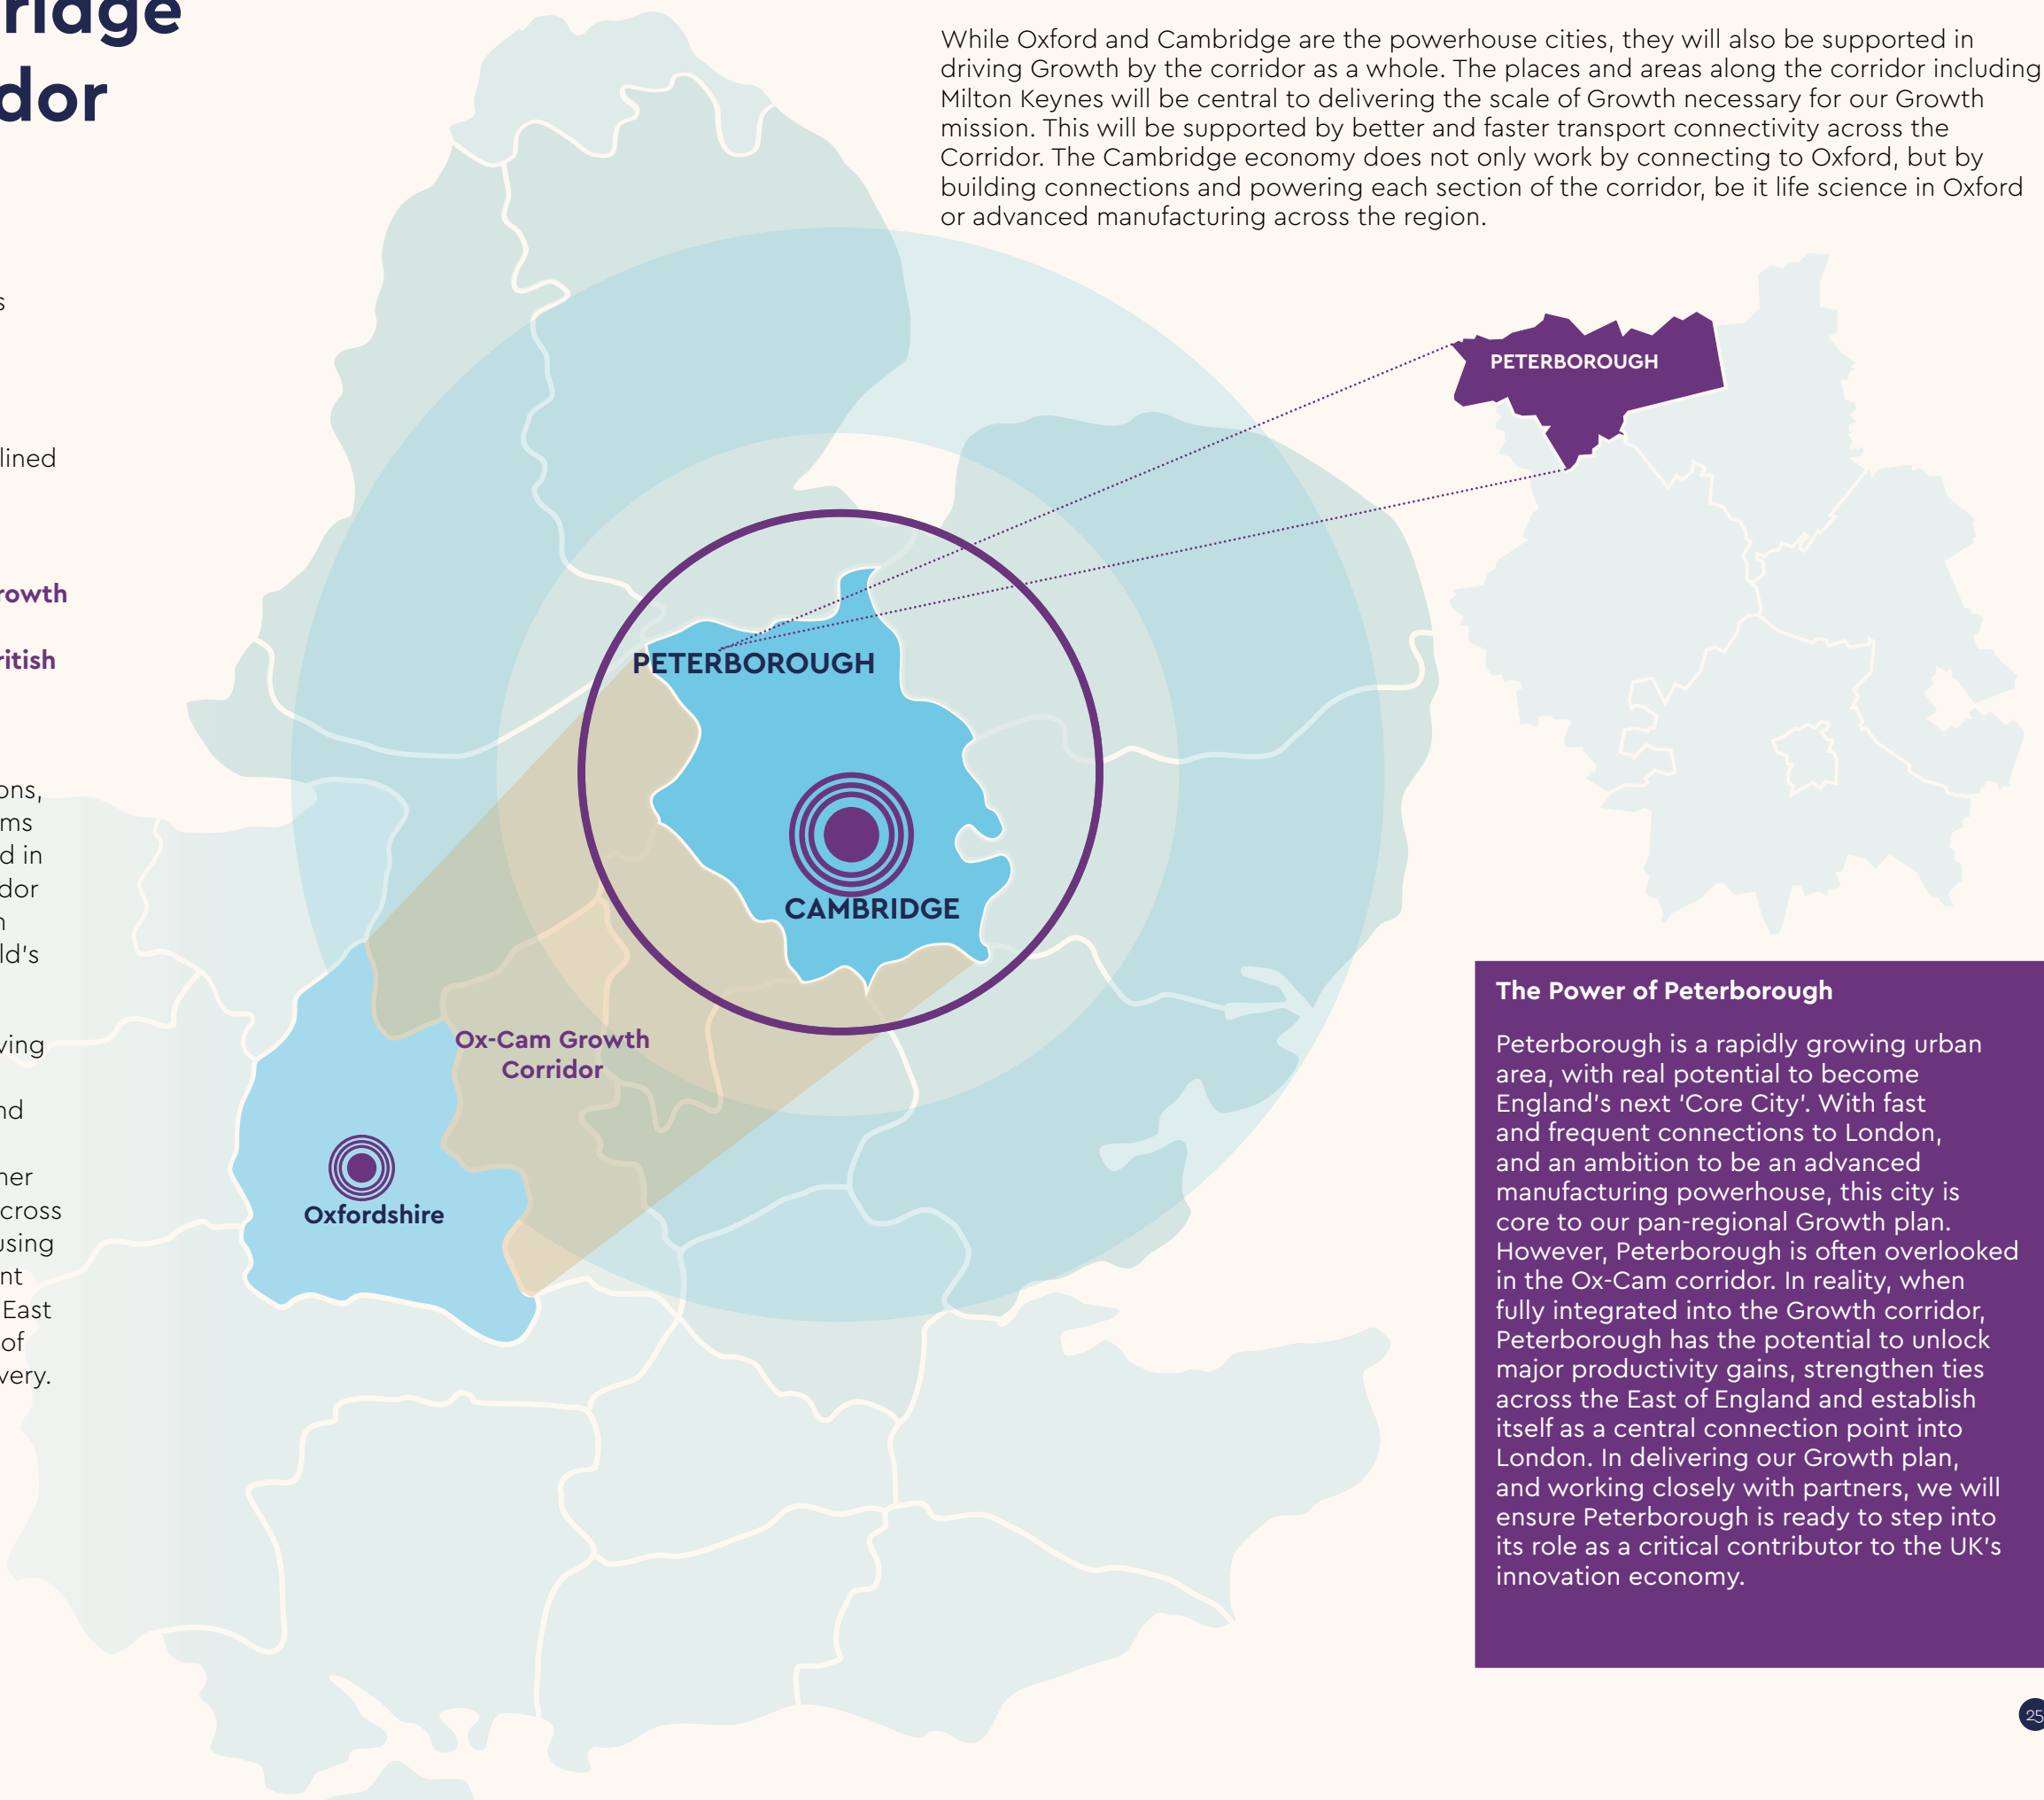 ridge
dor
s
lined
rowth
ritish
ons,
ms
d in
dor
n
ld's
ving
nd
her
cross
using
nt
East
of
very.
While Oxford and Cambridge are the powerhouse cities, they will also be supported in
driving Growth by the corridor as a whole. The places and areas along the corridor including
Milton Keynes will be central to delivering the scale of Growth necessary for our Growth
mission. This will be supported by better and faster transport connectivity across the
Corridor. The Cambridge economy does not only work by connecting to Oxford, but by
building connections and powering each section of the corridor, be it life science in Oxford
or advanced manufacturing across the region.
PETERBOROUGH
PETERBOROUGH
CAMBRIDGE
Ox-Cam Growth
Corridor
Oxfordshire
The Power of Peterborough
Peterborough is a rapidly growing urban
area, with real potential to become
England's next 'Core City'. With fast
and frequent connections to London,
and an ambition to be an advanced
manufacturing powerhouse, this city is
core to our pan-regional Growth plan.
However, Peterborough is often overlooked
in the Ox-Cam corridor. In reality, when
fully integrated into the Growth corridor,
Peterborough has the potential to unlock
major productivity gains, strengthen ties
across the East of England and establish
itself as a central connection point into
London. In delivering our Growth plan,
and working closely with partners, we will
ensure Peterborough is ready to step into
its role as a critical contributor to the UK's
innovation economy.
25